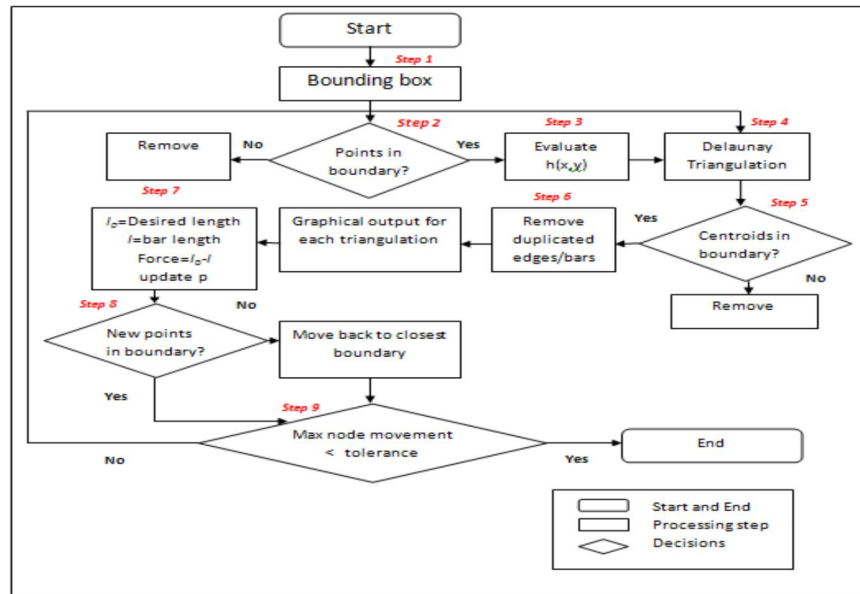 Start
Step 1
Bounding box
Step 2
Points in
boundary?
No
Remove
Yes
Step 3
Evaluate
h(x,y)
Step 4
Delaunay
Triangulation
Step 5
Centroids in
boundary?
No
Remove
Yes
Step 6
Remove
duplicated
edges/bars
Graphical output for
each triangulation
Step 7
l₀=Desired length
l=bar length
Force=l₀-l
update p
Step 8
New points
in boundary?
No
Move back to closest
boundary
Yes
Step 9
Max node movement
< tolerance
No
Yes
End
Start and End
Processing step
Decisions